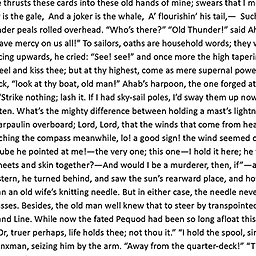 e thrusts these cards into these old hands of mine; swears that I m
y is the gale, And a joker is the whale, A' flourishin' his tail,— Such
nder peals rolled overhead. "Who's there?" "Old Thunder!" said Ah
ave mercy on us all!" To sailors, oaths are household words; they w
cing upwards, he cried: "See! see!" and once more the high taperin
eel and kiss thee; but at thy highest, come as mere supernal powe
ck, "look at thy boat, old man!" Ahab's harpoon, the one forged at
"Strike nothing; lash it. If I had sky-sail poles, I'd sway them up now
ten. What's the mighty difference between holding a mast's lightn
arpaulin overboard; Lord, Lord, that the winds that come from hea
ching the compass meanwhile, lo! a good sign! the wind seemed c
ube he pointed at me!—the very one; this one—I hold it here; he
heets and skin together?—And would I be a murderer, then, if"—a
stern, he turned behind, and saw the sun's rearward place, and ho
an an old wife's knitting needle. But in either case, the needle neve
sses. Besides, the old man well knew that to steer by transpointed
and Line. While now the fated Pequod had been so long afloat this
Or, truer perhaps, life holds thee; not thou it." "I hold the spool, sir
nxman, seizing him by the arm. "Away from the quarter-deck!" "T